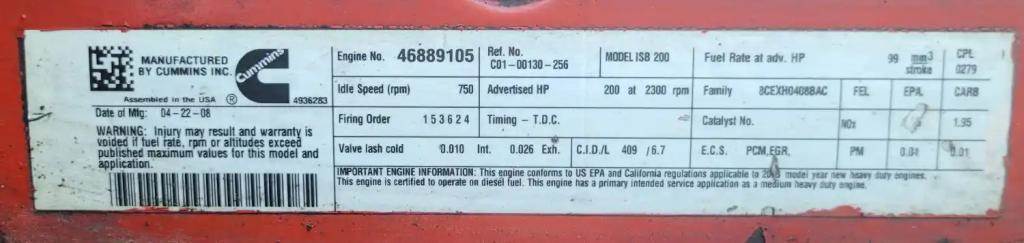 MANUFACTURED
BY CUMMINS INC.
Cummins
Assembled in the USA ® 4936283
Date of Mfg: 04-22-08
WARNING: Injury may result and warranty is
voided if fuel rate, rpm or altitudes exceed
published maximum values for this model and
application.
Engine No. 46889105 Ref. No. C01-00130-256 MODEL ISB 200 Fuel Rate at adv. HP 99 mm3 stroke CPL 0279
Idle Speed (rpm) 750 Advertised HP 200 at 2300 rpm Family 8CEXH0408BAC FEL EPA CARB
Firing Order 1 5 3 6 2 4 Timing - T.D.C. Catalyst No. NOx 1.95
Valve lash cold 0.010 Int. 0.026 Exh. C.I.D./L 409 /6.7 E.C.S. PCM,EGR, PM 0.01 0.01
IMPORTANT ENGINE INFORMATION: This engine conforms to US EPA and California regulations applicable to model year new heavy duty engines.
This engine is certified to operate on diesel fuel. This engine has a primary intended service application as a medium heavy duty engine.